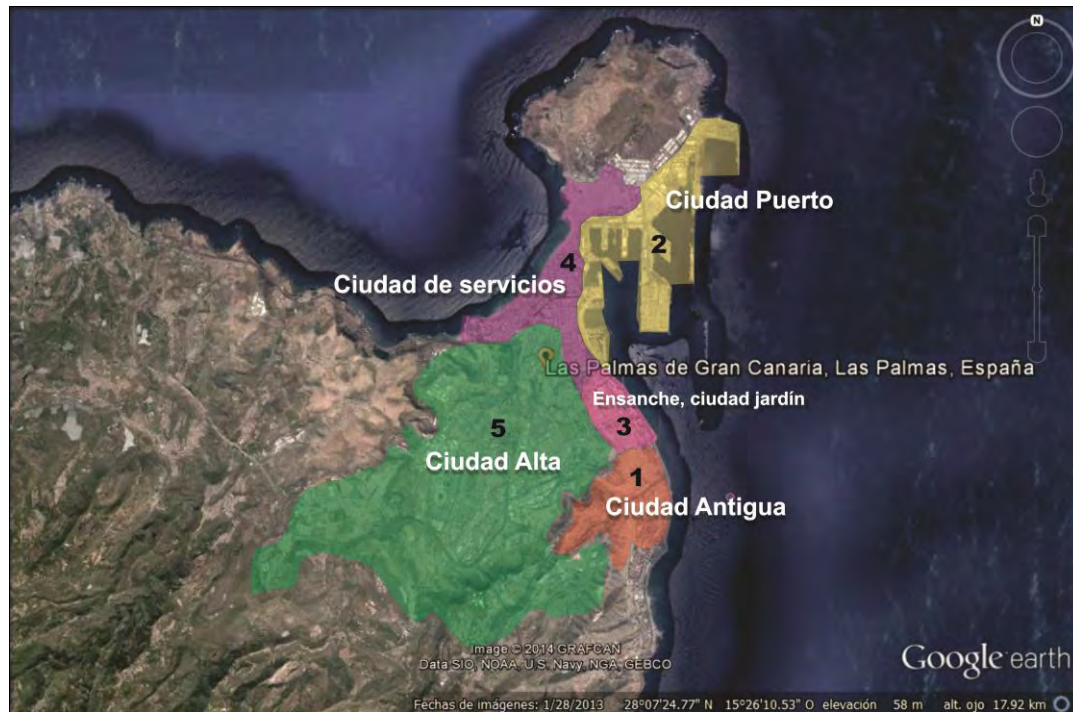 N
Ciudad Puerto
2
4
Ciudad de servicios
Las Palmas de Gran Canaria, Las Palmas, España
Ensanche, ciudad jardín
3
5
Ciudad Alta
1
Ciudad Antigua
Image © 2014 GRAFCAN
Data SIO, NOAA, U.S. Navy, NGA, GEBCO
Google earth
Fechas de imágenes: 1/28/2013 28°07'24.77" N 15°26'10.53" O elevación 58 m alt. ojo 17.92 km